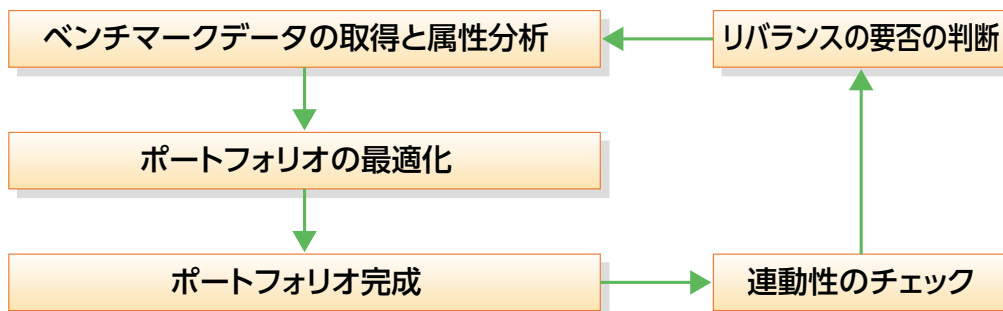 ベンチマークデータの取得と属性分析
リバランスの要否の判断
ポートフォリオの最適化
ポートフォリオ完成
連動性のチェック